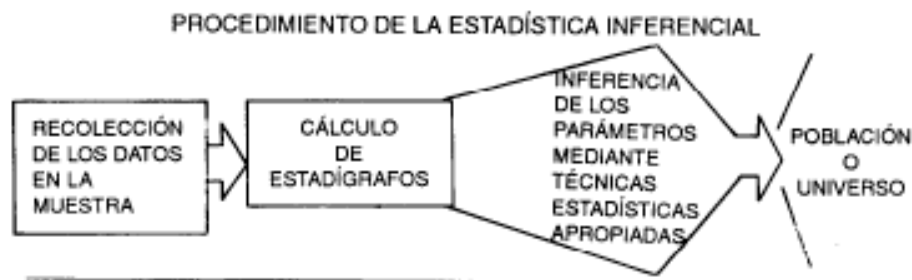 PROCEDIMIENTO DE LA ESTADÍSTICA INFERENCIAL
RECOLECCIÓN
DE LOS DATOS
EN LA
MUESTRA
CÁLCULO
DE
ESTADÍGRAFOS
INFERENCIA
DE LOS
PARÁMETROS
MEDIANTE
TÉCNICAS
ESTADÍSTICAS
APROPIADAS
POBLACIÓN
O
UNIVERSO